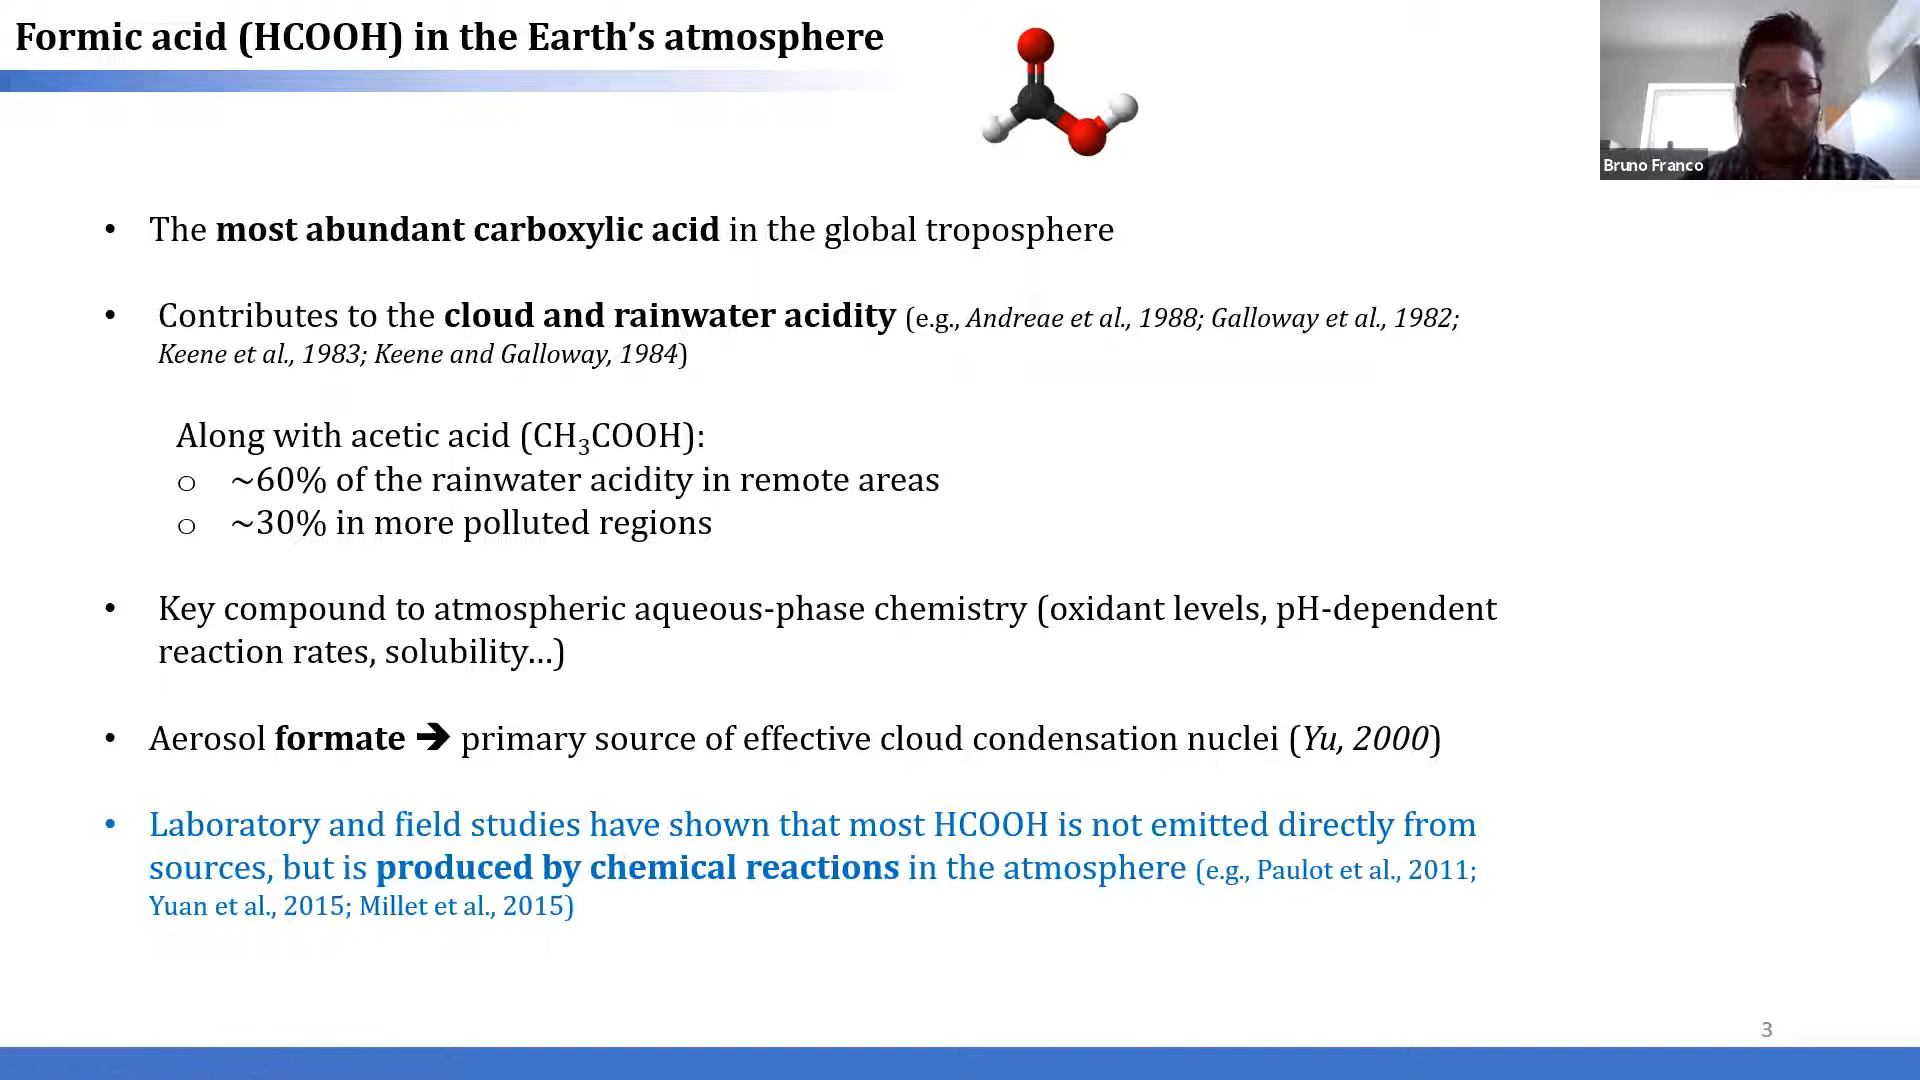 Formic acid (HCOOH) in the Earth’s atmosphere
Bruno Franco
• The most abundant carboxylic acid in the global troposphere
• Contributes to the cloud and rainwater acidity (e.g., Andreae et al., 1988; Galloway et al., 1982;
Keene et al., 1983; Keene and Galloway, 1984)
Along with acetic acid (CH₃COOH):
o ~60% of the rainwater acidity in remote areas
o ~30% in more polluted regions
• Key compound to atmospheric aqueous-phase chemistry (oxidant levels, pH-dependent
reaction rates, solubility…)
• Aerosol formate ➔ primary source of effective cloud condensation nuclei (Yu, 2000)
• Laboratory and field studies have shown that most HCOOH is not emitted directly from
sources, but is produced by chemical reactions in the atmosphere (e.g., Paulot et al., 2011;
Yuan et al., 2015; Millet et al., 2015)
3